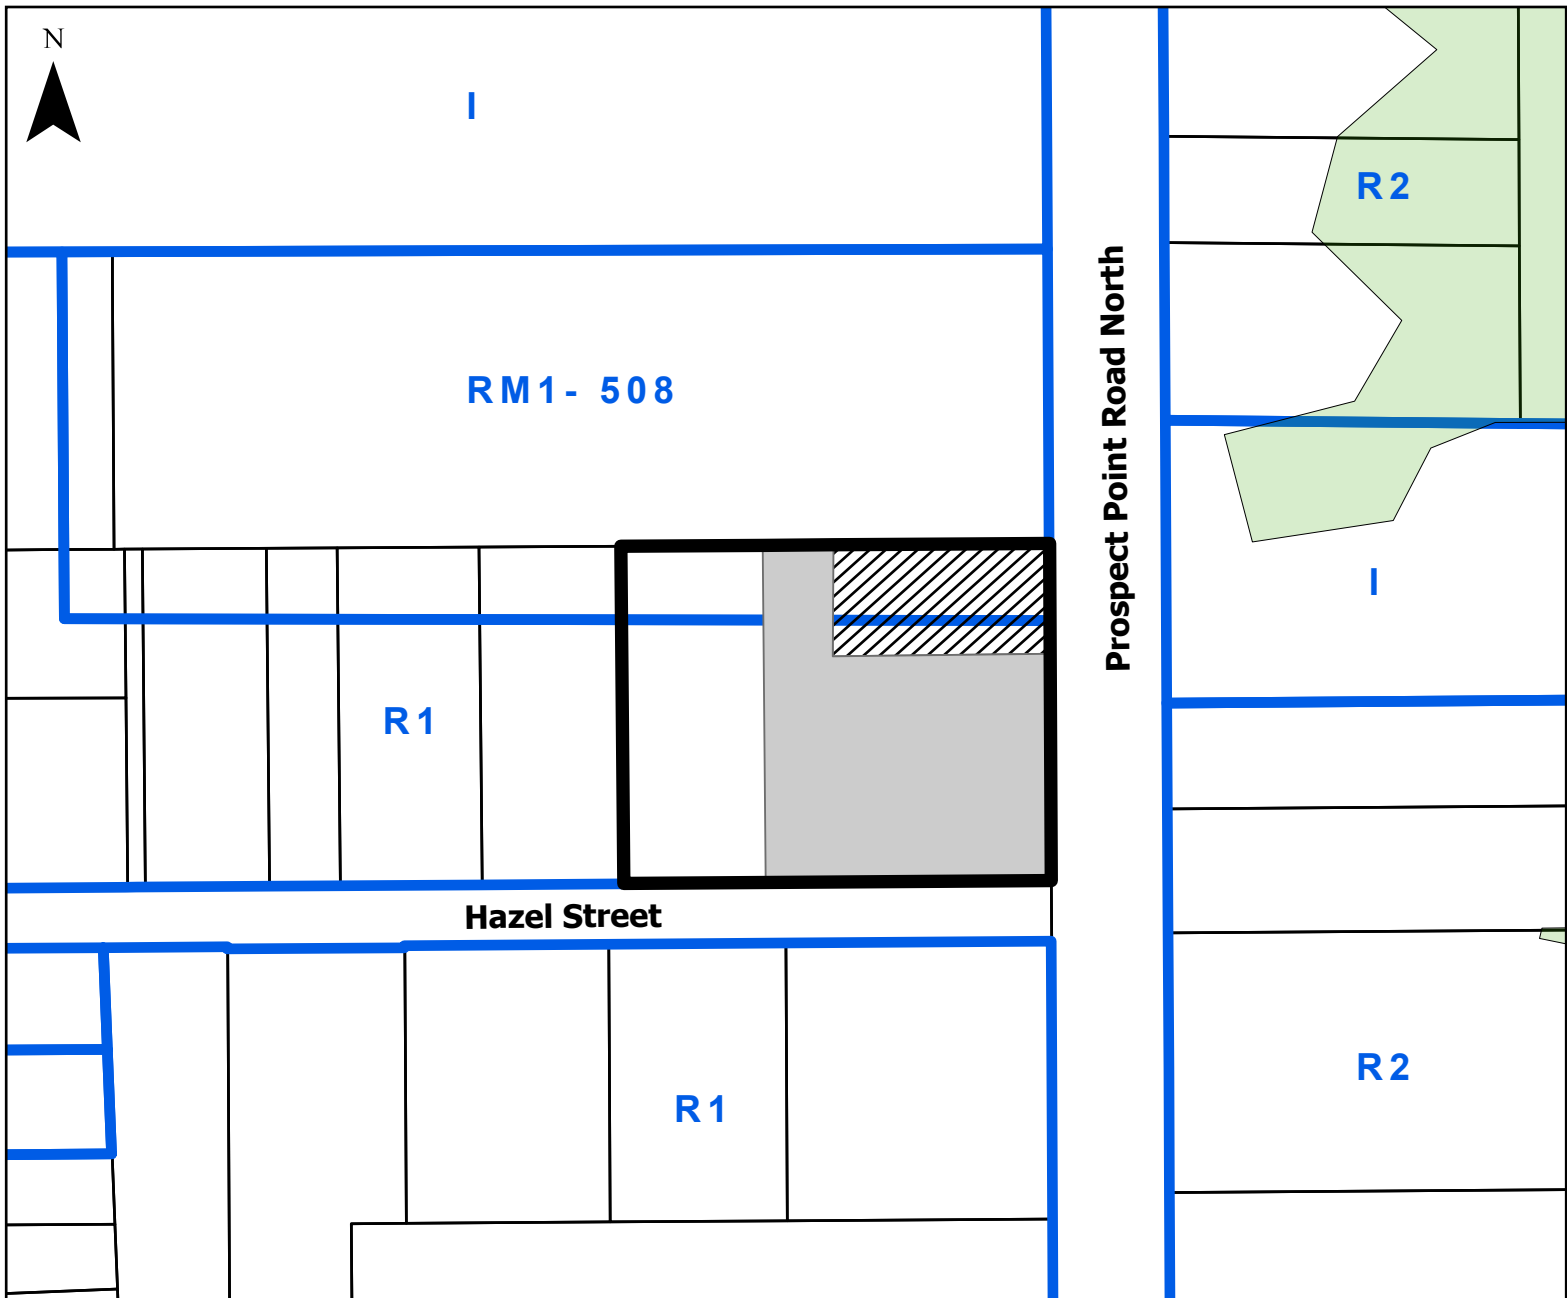 N
I
R2
Prospect Point Road North
RM1- 508
I
R1
Hazel Street
R2
R1